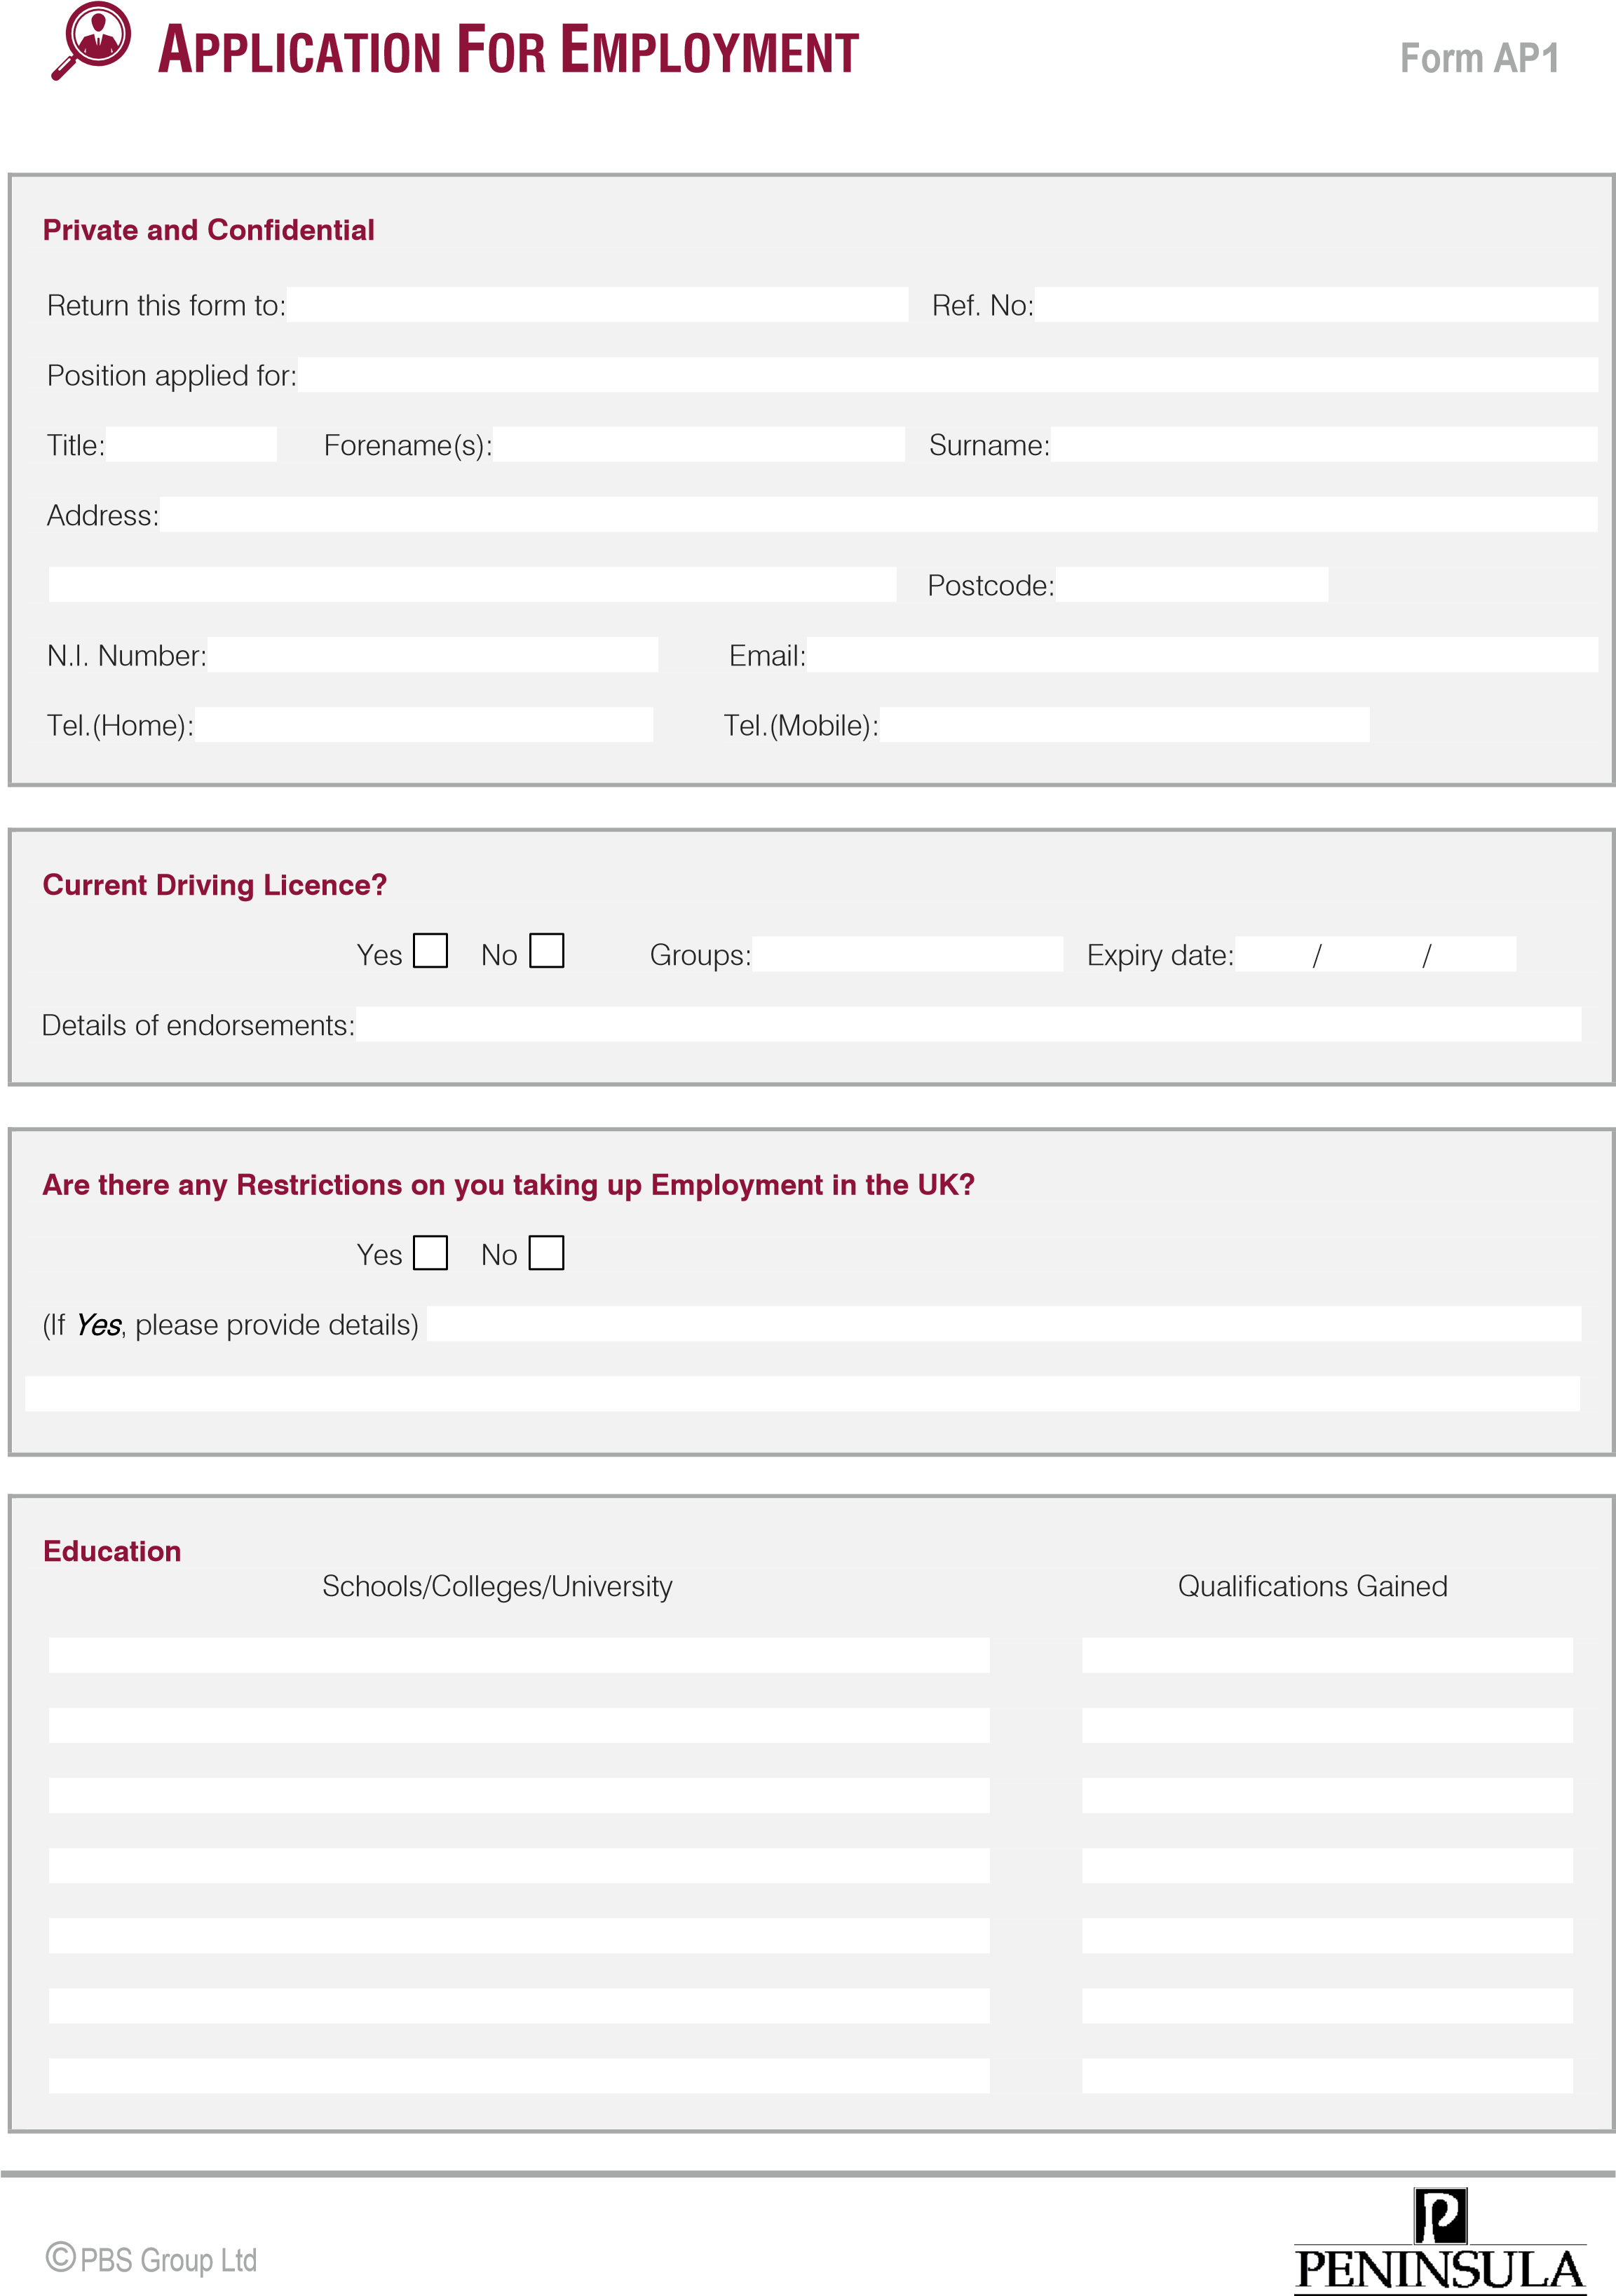 APPLICATION FOR EMPLOYMENT Form AP1
Private and Confidential
Return this form to: Ref. No:
Position applied for:
Title: Forename(s): Surname:
Address:
Postcode:
N.I. Number: Email:
Tel.(Home): Tel.(Mobile):
Current Driving Licence?
Yes No Groups: Expiry date: / /
Details of endorsements:
Are there any Restrictions on you taking up Employment in the UK?
Yes No
(If Yes, please provide details)
Education
Schools/Colleges/University Qualifications Gained
© PBS Group Ltd
P
PENINSULA